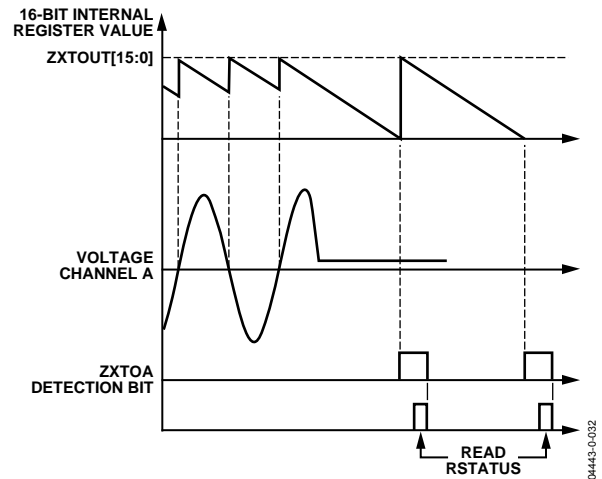 16-BIT INTERNAL
REGISTER VALUE
ZXTOUT[15:0]
VOLTAGE
CHANNEL A
ZXTOA
DETECTION BIT
READ
RSTATUS
04443-0-032